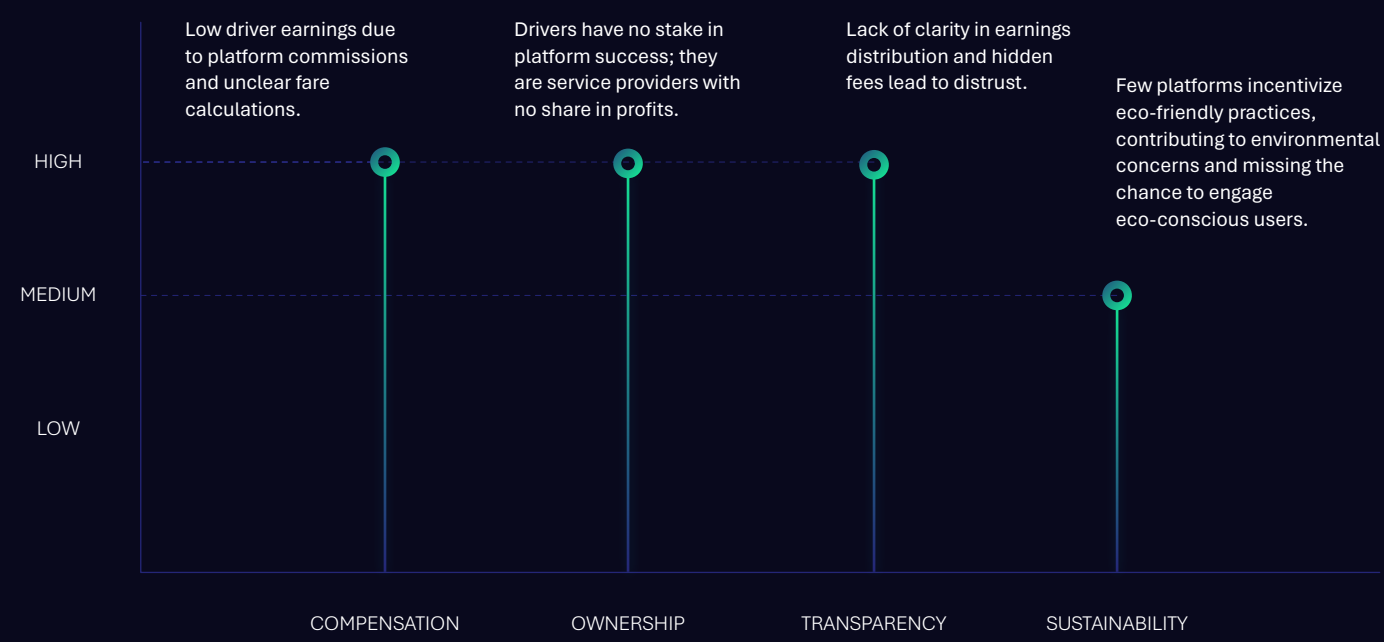 Low driver earnings due
to platform commissions
and unclear fare
calculations.
Drivers have no stake in
platform success; they
are service providers with
no share in profits.
Lack of clarity in earnings
distribution and hidden
fees lead to distrust.
Few platforms incentivize
eco-friendly practices,
contributing to environmental
concerns and missing the
chance to engage
eco-conscious users.
HIGH
MEDIUM
LOW
COMPENSATION
OWNERSHIP
TRANSPARENCY
SUSTAINABILITY